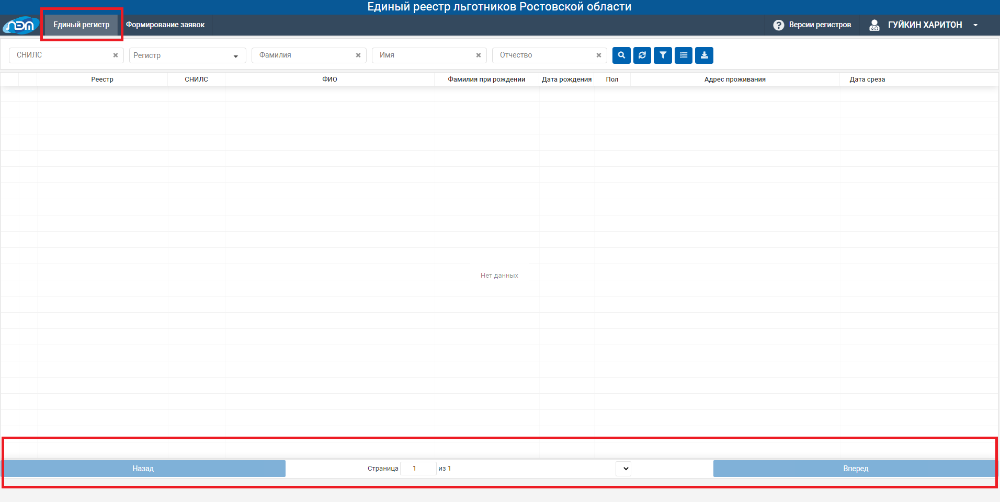 Единый реестр льготников Ростовской области
Единый регистр Формирование заявок Версии регистров ГУЙКИН ХАРИТОН
СНИЛС Регистр Фамилия Имя Отчество
Реестр СНИЛС ФИО Фамилия при рождении Дата рождения Пол Адрес проживания Дата среза
Нет данных
Назад Страница 1 из 1 Вперед